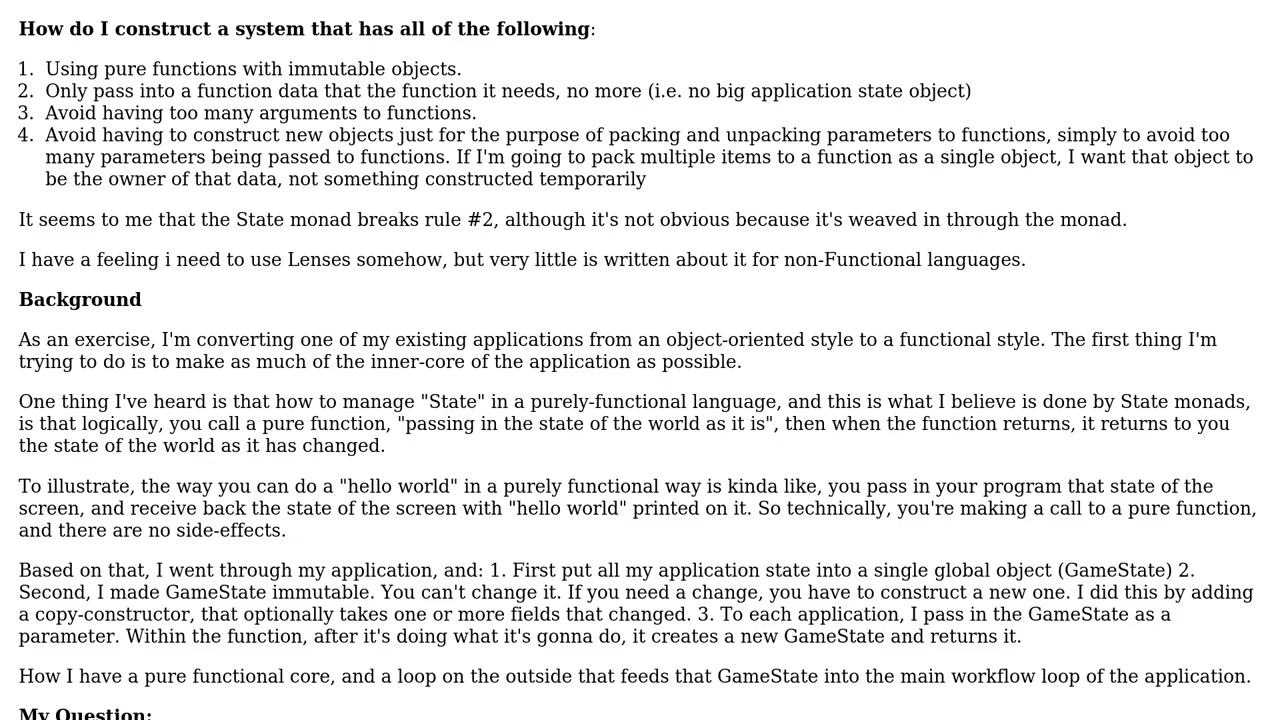 How do I construct a system that has all of the following:
1. Using pure functions with immutable objects.
2. Only pass into a function data that the function it needs, no more (i.e. no big application state object)
3. Avoid having too many arguments to functions.
4. Avoid having to construct new objects just for the purpose of packing and unpacking parameters to functions, simply to avoid too
many parameters being passed to functions. If I'm going to pack multiple items to a function as a single object, I want that object to
be the owner of that data, not something constructed temporarily
It seems to me that the State monad breaks rule #2, although it's not obvious because it's weaved in through the monad.
I have a feeling i need to use Lenses somehow, but very little is written about it for non-Functional languages.
Background
As an exercise, I'm converting one of my existing applications from an object-oriented style to a functional style. The first thing I'm
trying to do is to make as much of the inner-core of the application as possible.
One thing I've heard is that how to manage "State" in a purely-functional language, and this is what I believe is done by State monads,
is that logically, you call a pure function, "passing in the state of the world as it is", then when the function returns, it returns to you
the state of the world as it has changed.
To illustrate, the way you can do a "hello world" in a purely functional way is kinda like, you pass in your program that state of the
screen, and receive back the state of the screen with "hello world" printed on it. So technically, you're making a call to a pure function,
and there are no side-effects.
Based on that, I went through my application, and: 1. First put all my application state into a single global object (GameState) 2.
Second, I made GameState immutable. You can't change it. If you need a change, you have to construct a new one. I did this by adding
a copy-constructor, that optionally takes one or more fields that changed. 3. To each application, I pass in the GameState as a
parameter. Within the function, after it's doing what it's gonna do, it creates a new GameState and returns it.
How I have a pure functional core, and a loop on the outside that feeds that GameState into the main workflow loop of the application.
My Question: